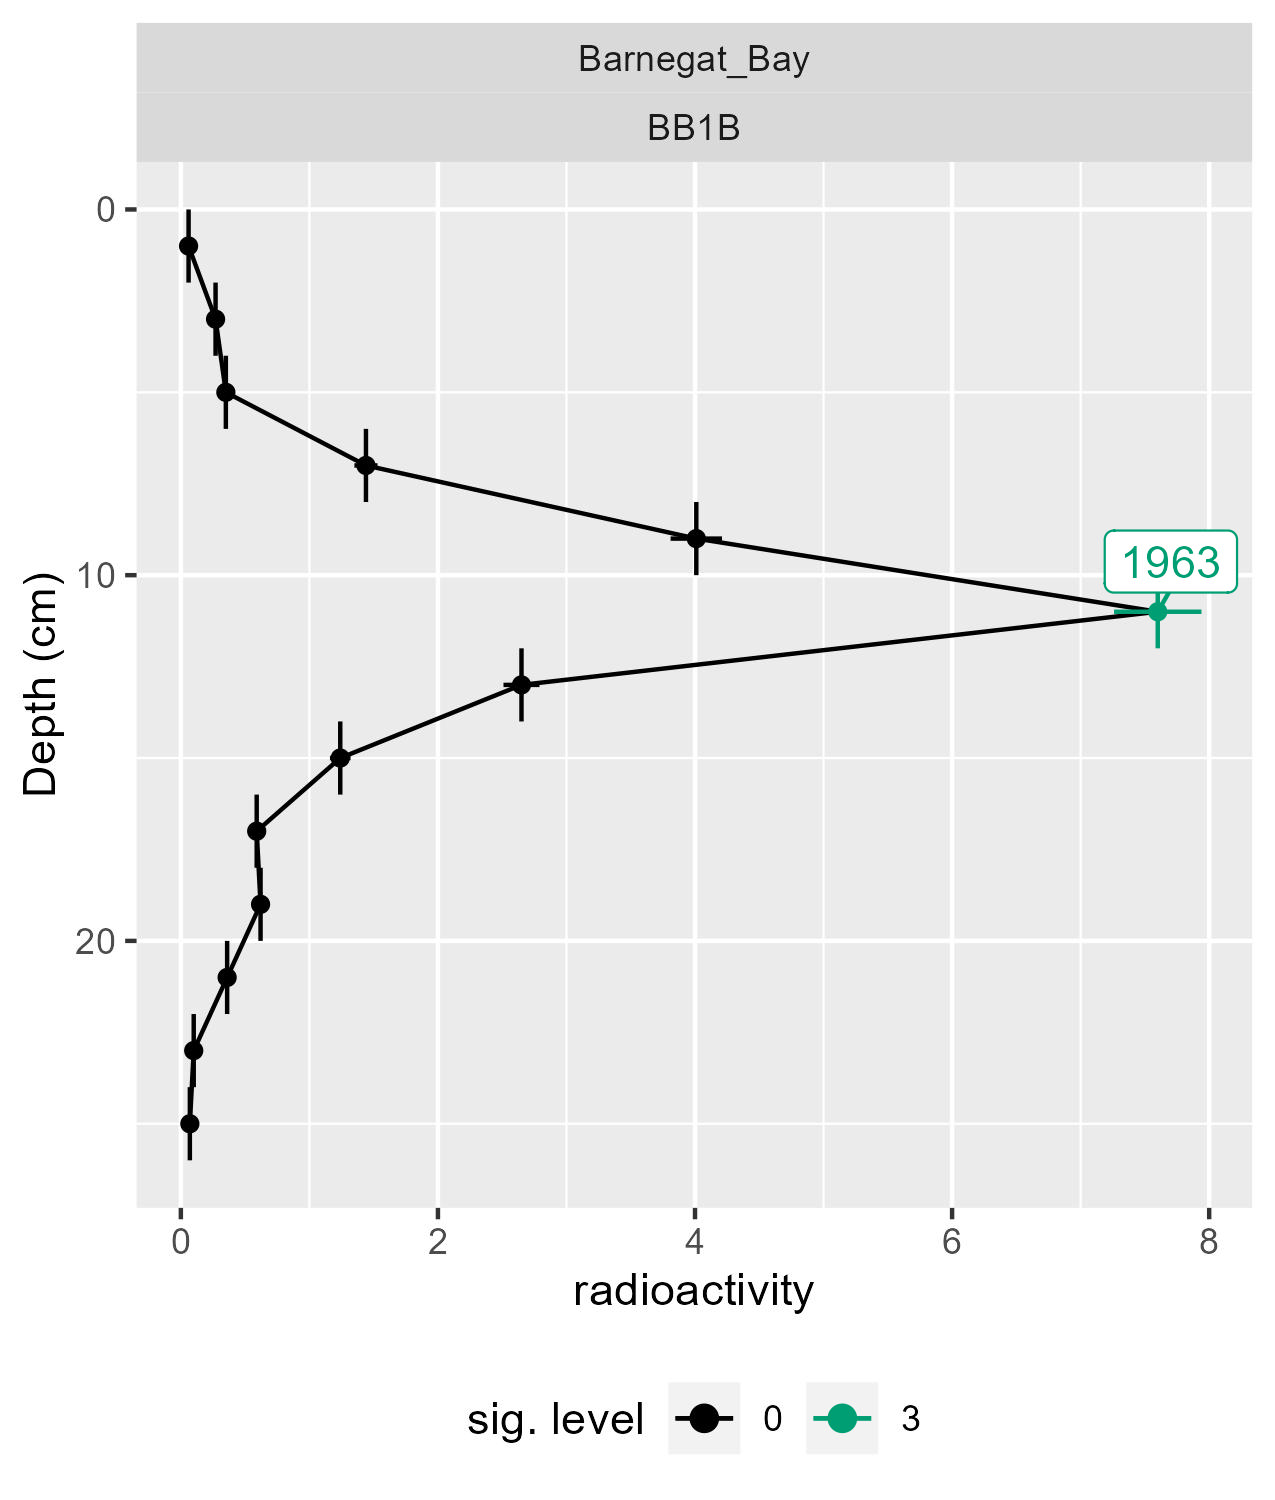 Barnegat_Bay
BB1B
0
10
20
Depth (cm)
1963
0 2 4 6 8
radioactivity
sig. level 0 3